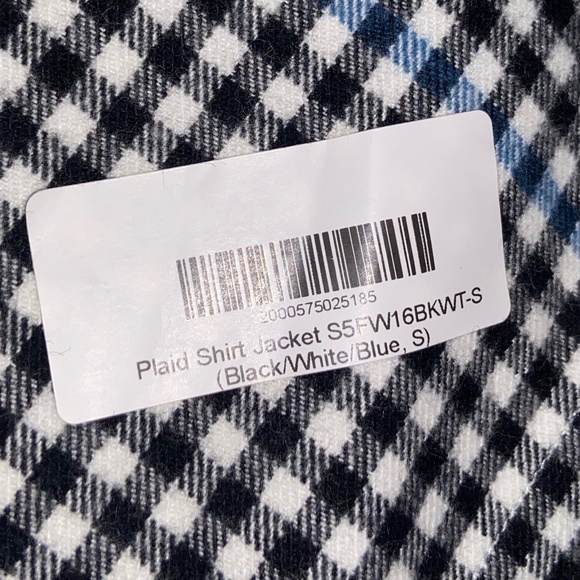 2000575025185
Plaid Shirt Jacket S5FW16BKWT-S
(Black/White/Blue, S)